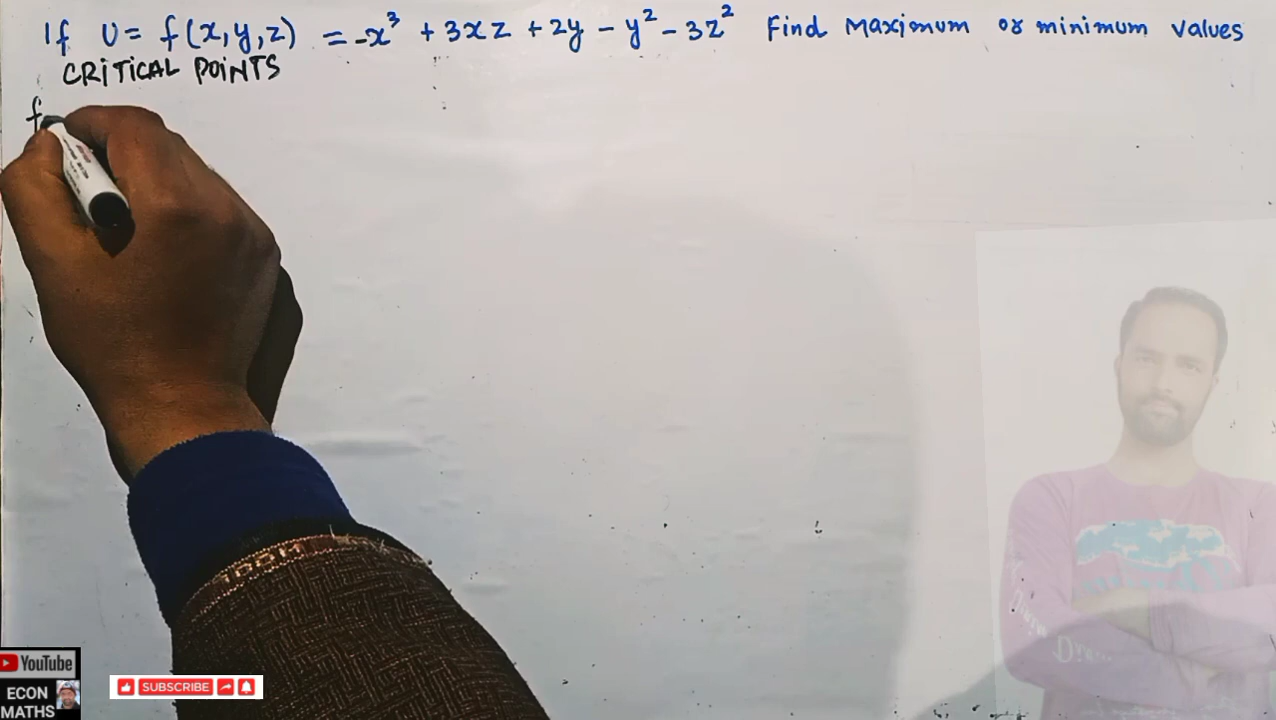 If U = f(x,y,z) = -x³ + 3xz + 2y - y² - 3z² Find Maximum or minimum values
CRITICAL POINTS
f
YouTube
ECON
MATHS
SUBSCRIBE